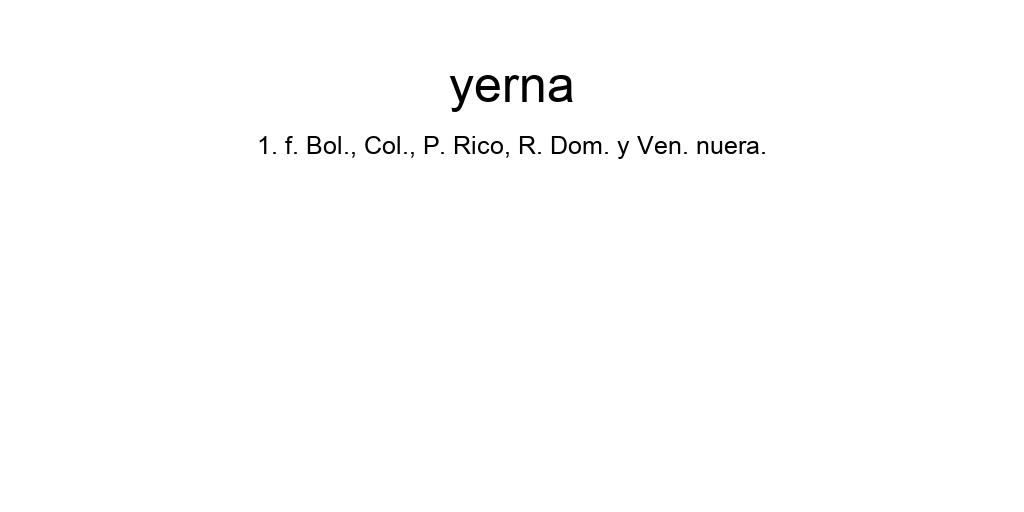 yerna
1. f. Bol., Col., P. Rico, R. Dom. y Ven. nuera.